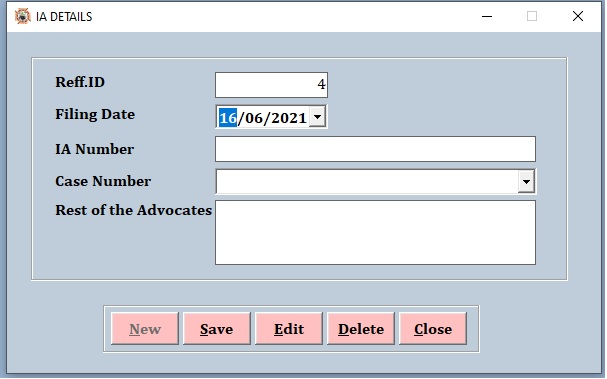 IA DETAILS
Reff.ID 4
Filing Date 16/06/2021
IA Number
Case Number
Rest of the Advocates
New Save Edit Delete Close